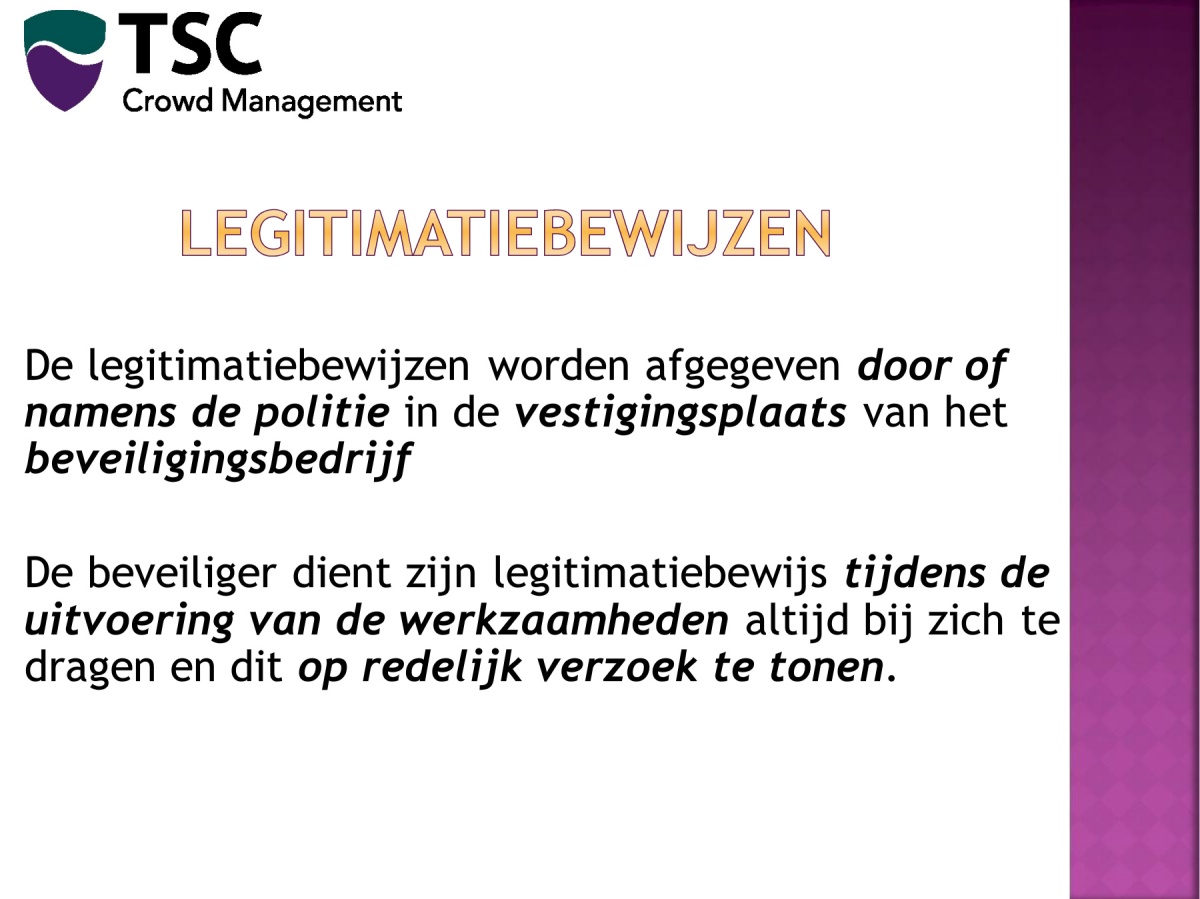 TSC
Crowd Management
LEGITIMATIEBEWIJZEN
De legitimatiebewijzen worden afgegeven door of
namens de politie in de vestigingsplaats van het
beveiligingsbedrijf
De beveiliger dient zijn legitimatiebewijs tijdens de
uitvoering van de werkzaamheden altijd bij zich te
dragen en dit op redelijk verzoek te tonen.